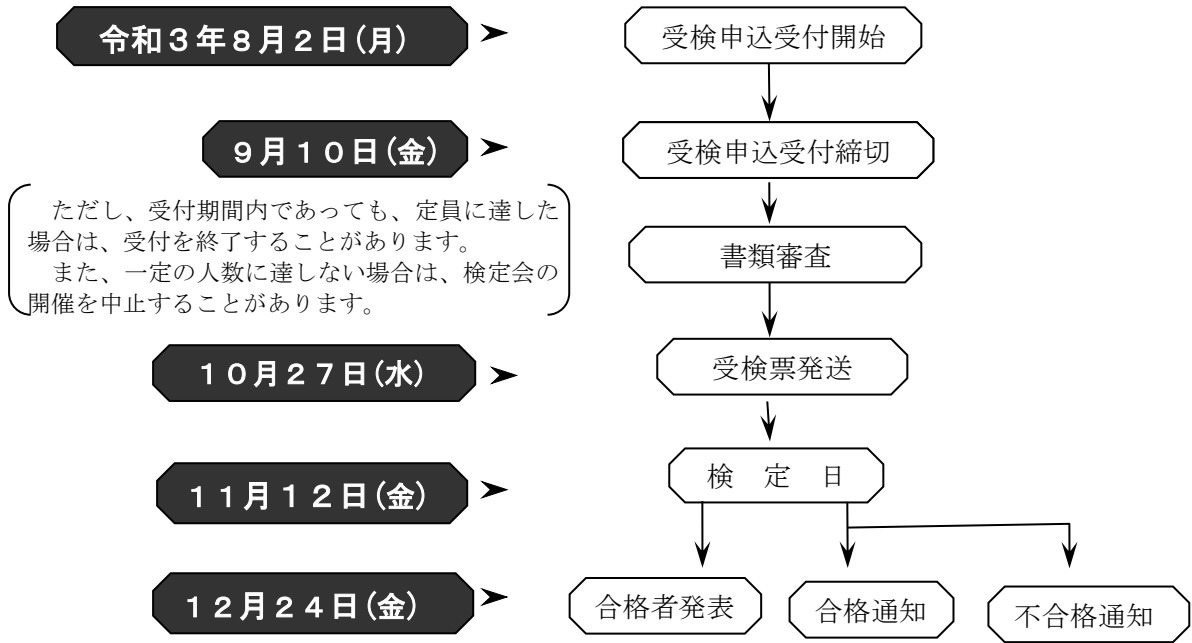 令和３年８月２日（月）
受検申込受付開始
９月１０日（金）
受検申込受付締切
ただし、受付期間内であっても、定員に達した
場合は、受付を終了することがあります。
また、一定の人数に達しない場合は、検定会の
開催を中止することがあります。
書類審査
１０月２７日（水）
受検票発送
１１月１２日（金）
検　定　日
１２月２４日（金）
合格者発表
合格通知
不合格通知